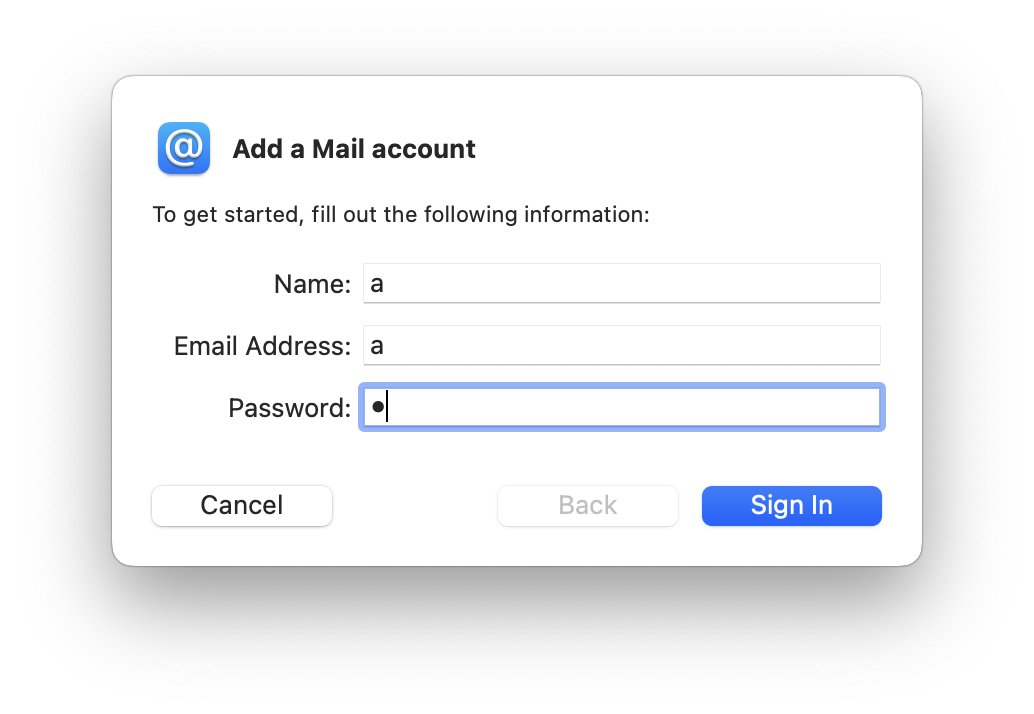 Add a Mail account
To get started, fill out the following information:
Name: a
Email Address: a
Password: •
Cancel Back Sign In